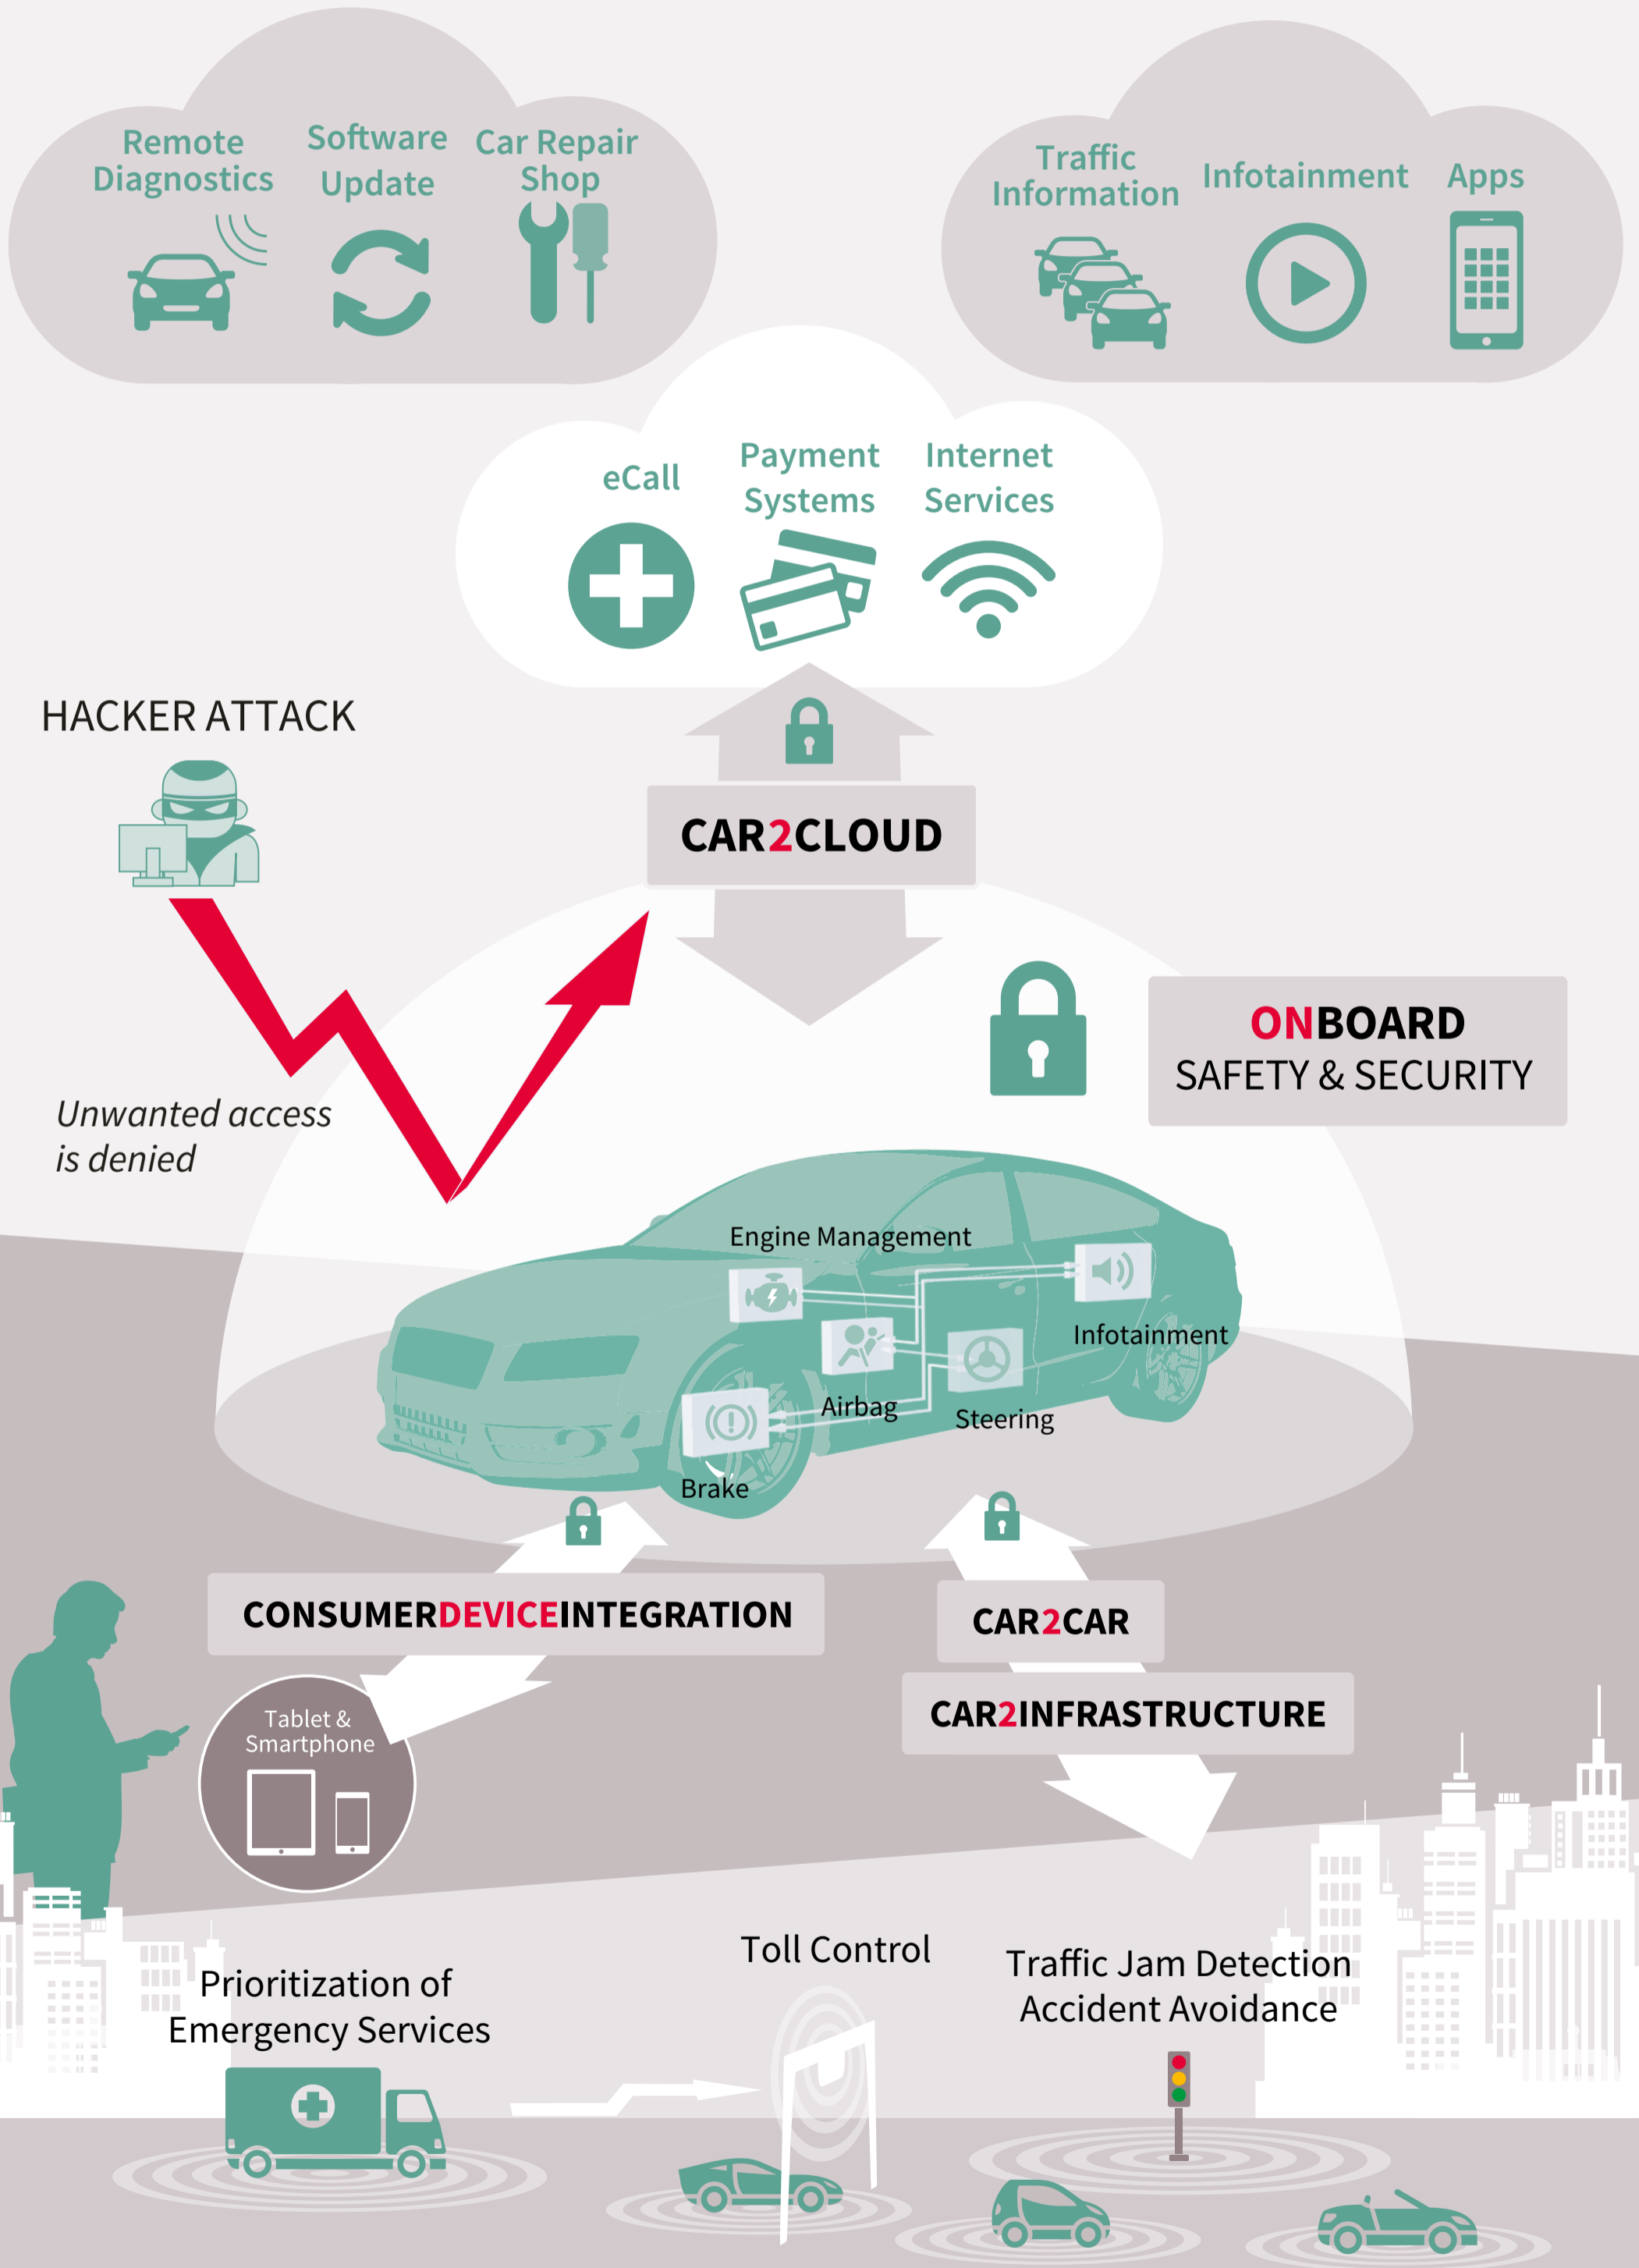 Remote
Diagnostics
Software
Update
Car Repair
Shop
Traffic
Information
Infotainment
Apps
eCall
Payment
Systems
Internet
Services
HACKER ATTACK
CAR2CLOUD
ONBOARD
SAFETY & SECURITY
Unwanted access
is denied
Engine Management
Infotainment
Airbag
Steering
Brake
CONSUMERDEVICEINTEGRATION
CAR2CAR
CAR2INFRASTRUCTURE
Tablet &
Smartphone
Toll Control
Traffic Jam Detection
Accident Avoidance
Prioritization of
Emergency Services